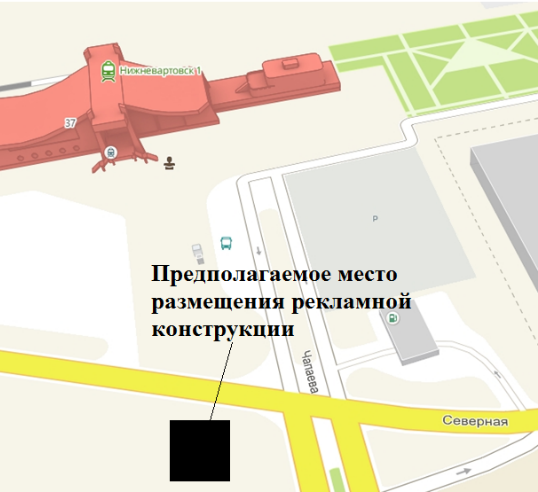 Нижневартовск 1
37
P
Предполагаемое место
размещения рекламной
конструкции
Чапаева
Северная